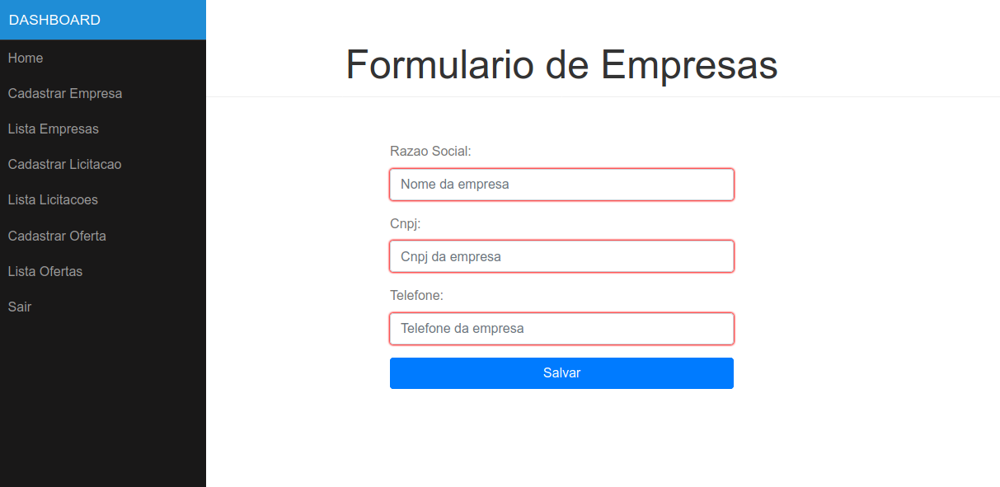 DASHBOARD
Home
Cadastrar Empresa
Lista Empresas
Cadastrar Licitacao
Lista Licitacoes
Cadastrar Oferta
Lista Ofertas
Sair
Formulario de Empresas
Razao Social:
Nome da empresa
Cnpj:
Cnpj da empresa
Telefone:
Telefone da empresa
Salvar